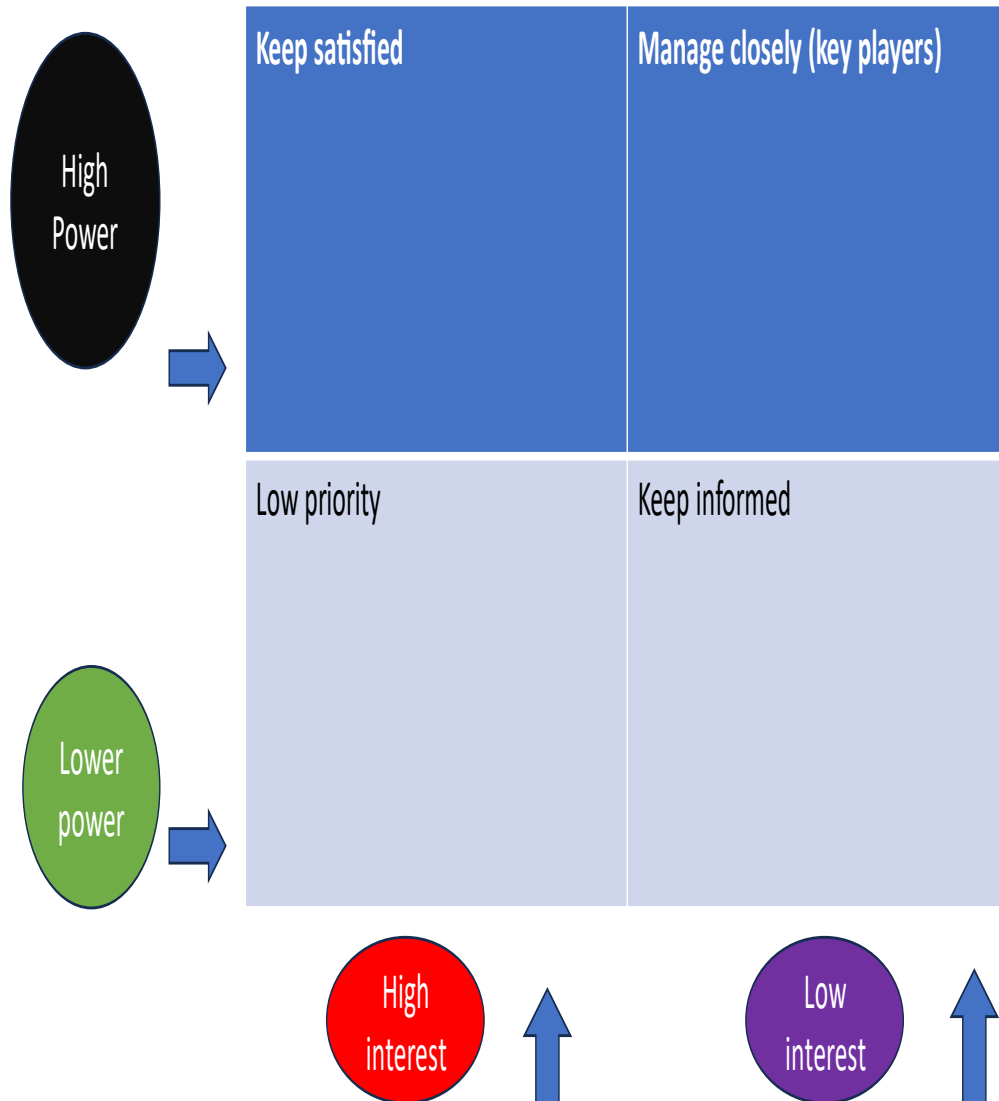 Keep satisfied
Manage closely (key players)
High
Power
Low priority
Keep informed
Lower
power
High
interest
Low
interest